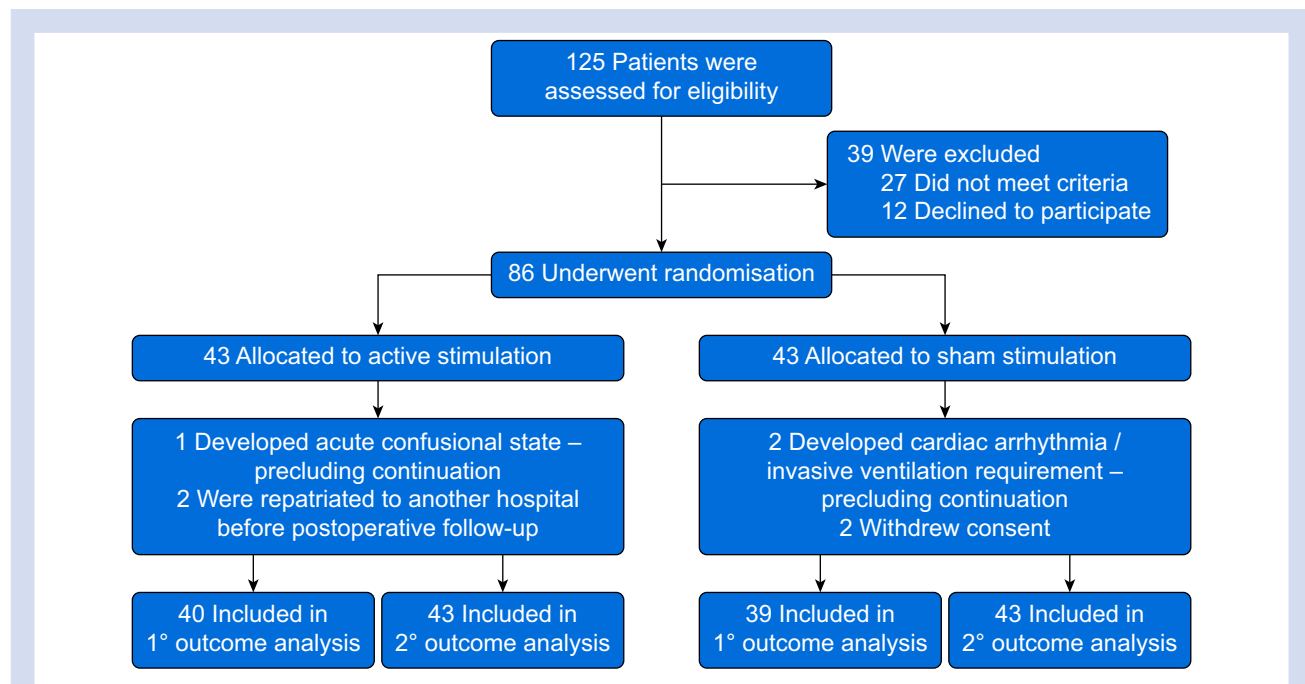 125 Patients were
assessed for eligibility
39 Were excluded
27 Did not meet criteria
12 Declined to participate
86 Underwent randomisation
43 Allocated to active stimulation
43 Allocated to sham stimulation
1 Developed acute confusional state –
precluding continuation
2 Were repatriated to another hospital
before postoperative follow-up
2 Developed cardiac arrhythmia /
invasive ventilation requirement –
precluding continuation
2 Withdrew consent
40 Included in
1° outcome analysis
43 Included in
2° outcome analysis
39 Included in
1° outcome analysis
43 Included in
2° outcome analysis